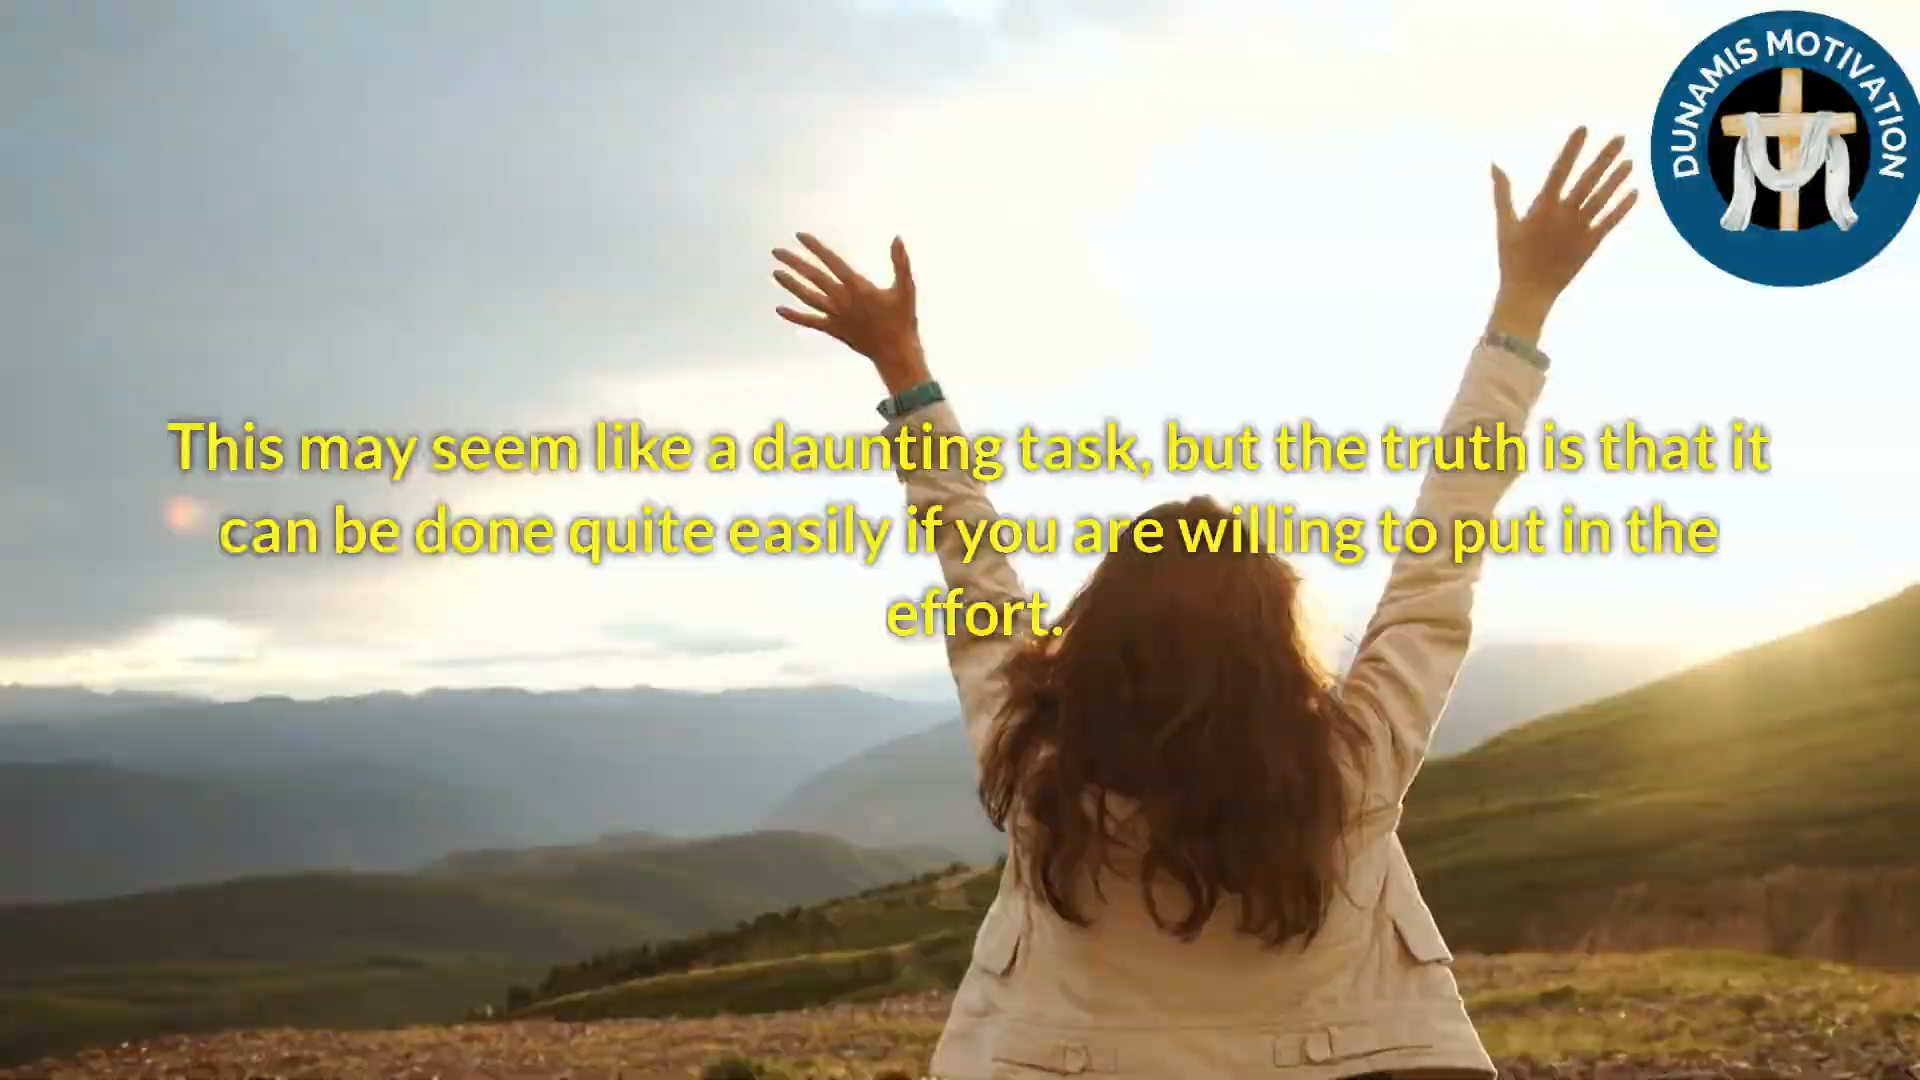 DUNAMIS MOTIVATION
This may seem like a daunting task, but the truth is that it
can be done quite easily if you are willing to put in the
effort.